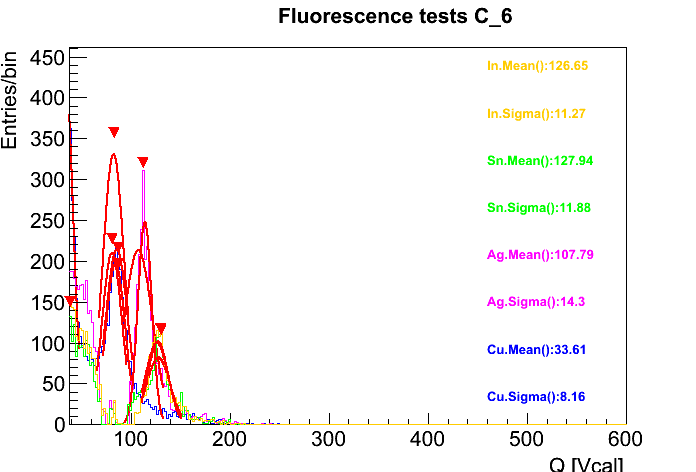 Fluorescence tests C_6
Entries/bin
450
400
350
300
250
200
150
100
50
0
100
200
300
400
500
600
Q [Vcal]
In.Mean():126.65
In.Sigma():11.27
Sn.Mean():127.94
Sn.Sigma():11.88
Ag.Mean():107.79
Ag.Sigma():14.3
Cu.Mean():33.61
Cu.Sigma():8.16